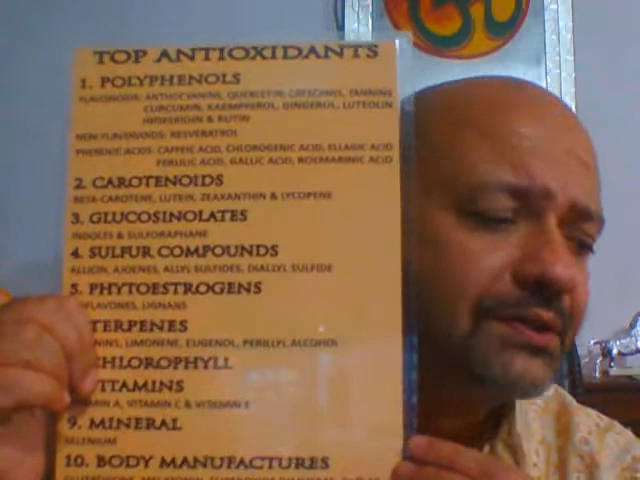 TOP ANTIOXIDANTS
1. POLYPHENOLS
FLAVONOIDS: ANTHOCYANINS, QUERCETIN, CATECHINS, TANNINS
CURCUMIN, KAEMPFEROL, GINGEROL, LUTEOLIN
HESPERIDIN & RUTIN
NON FLAVONOIDS: RESVERATROL
PHENOLIC ACIDS: CAFFEIC ACID, CHLOROGENIC ACID, ELLAGIC ACID
FERULIC ACID, GALLIC ACID, ROSMARINIC ACID
2. CAROTENOIDS
BETA-CAROTENE, LUTEIN, ZEAXANTHIN & LYCOPENE
3. GLUCOSINOLATES
INDOLES & SULFORAPHANE
4. SULFUR COMPOUNDS
ALLICIN, AJOENES, ALLYL SULFIDES, DIALLYL SULFIDE
5. PHYTOESTROGENS
FLAVONES, LIGNANS
TERPENES
LIMONENE, EUGENOL, PERILLYL ALCOHOL
CHLOROPHYLL
VITAMINS
VITAMIN C & VITAMIN E
9. MINERAL
SELENIUM
10. BODY MANUFACTURES